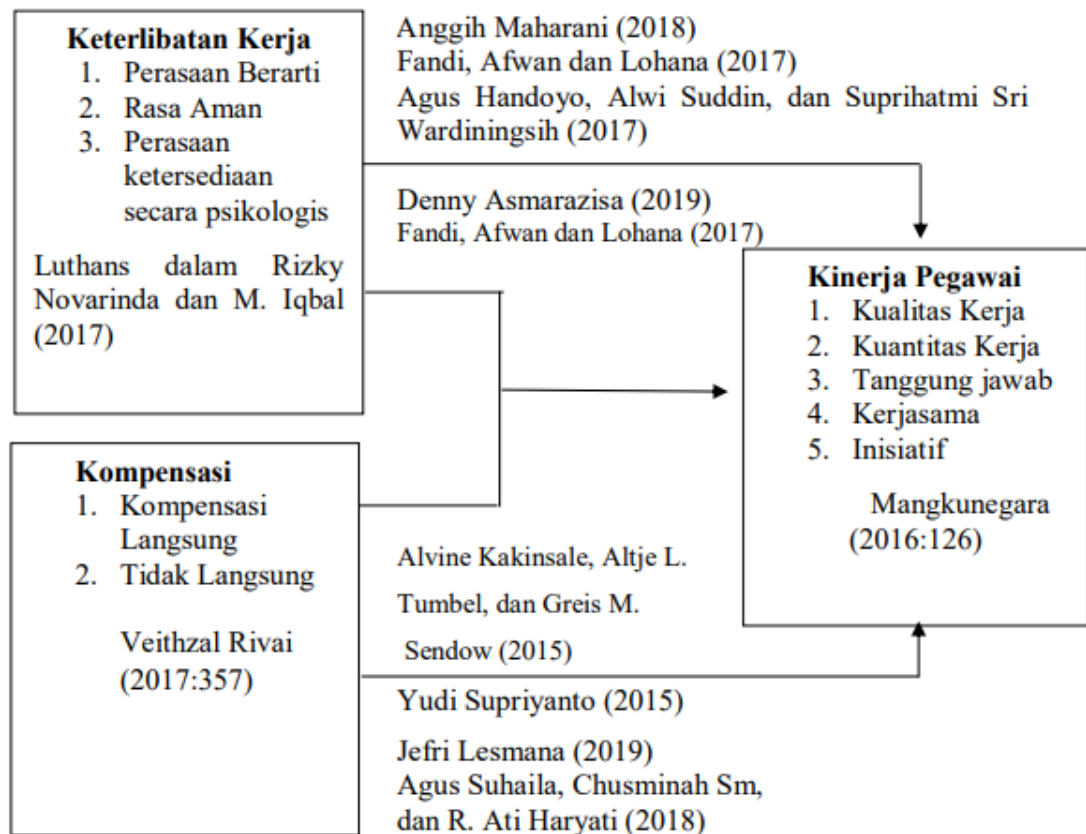 Keterlibatan Kerja
1. Perasaan Berarti
2. Rasa Aman
3. Perasaan
ketersediaan
secara psikologis
Luthans dalam Rizky
Novarinda dan M. Iqbal
(2017)
Anggih Maharani (2018)
Fandi, Afwan dan Lohana (2017)
Agus Handoyo, Alwi Suddin, dan Suprihatmi Sri
Wardiningsih (2017)
Denny Asmarazisa (2019)
Fandi, Afwan dan Lohana (2017)
Kinerja Pegawai
1. Kualitas Kerja
2. Kuantitas Kerja
3. Tanggung jawab
4. Kerjasama
5. Inisiatif
Mangkunegara
(2016:126)
Kompensasi
1. Kompensasi
Langsung
2. Tidak Langsung
Veithzal Rivai
(2017:357)
Alvine Kakinsale, Altje L.
Tumbel, dan Greis M.
Sendow (2015)
Yudi Supriyanto (2015)
Jefri Lesmana (2019)
Agus Suhaila, Chusminah Sm,
dan R. Ati Haryati (2018)